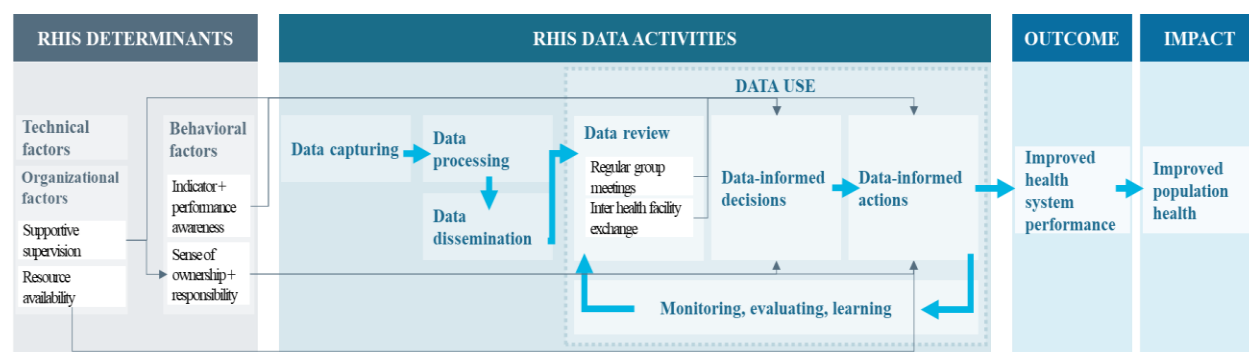 RHIS DETERMINANTS
RHIS DATA ACTIVITIES
OUTCOME
IMPACT
DATA USE
Technical
factors
Organizational
factors
Supportive
supervision
Resource
availability
Behavioral
factors
Indicator +
performance
awareness
Sense of
ownership +
responsibility
Data capturing
Data
processing
Data
dissemination
Data review
Regular group
meetings
Inter health facility
exchange
Data-informed
decisions
Data-informed
actions
Monitoring, evaluating, learning
Improved
health
system
performance
Improved
population
health